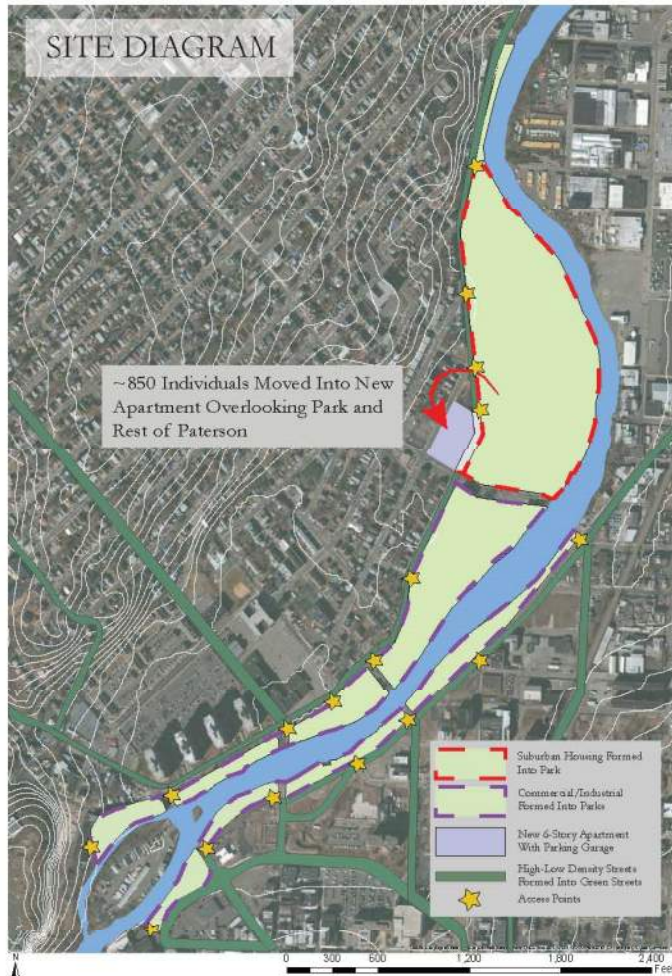 SITE DIAGRAM
~850 Individuals Moved Into New
Apartment Overlooking Park and
Rest of Paterson
Suburban Housing Formed
Into Park
Commercial/Industrial
Formed Into Parks
New 6-Story Apartment
With Parking Garage
High-Low Density Streets
Formed Into Green Streets
Access Points
N
0 300 600 1,200 1,800 2,400
Feet